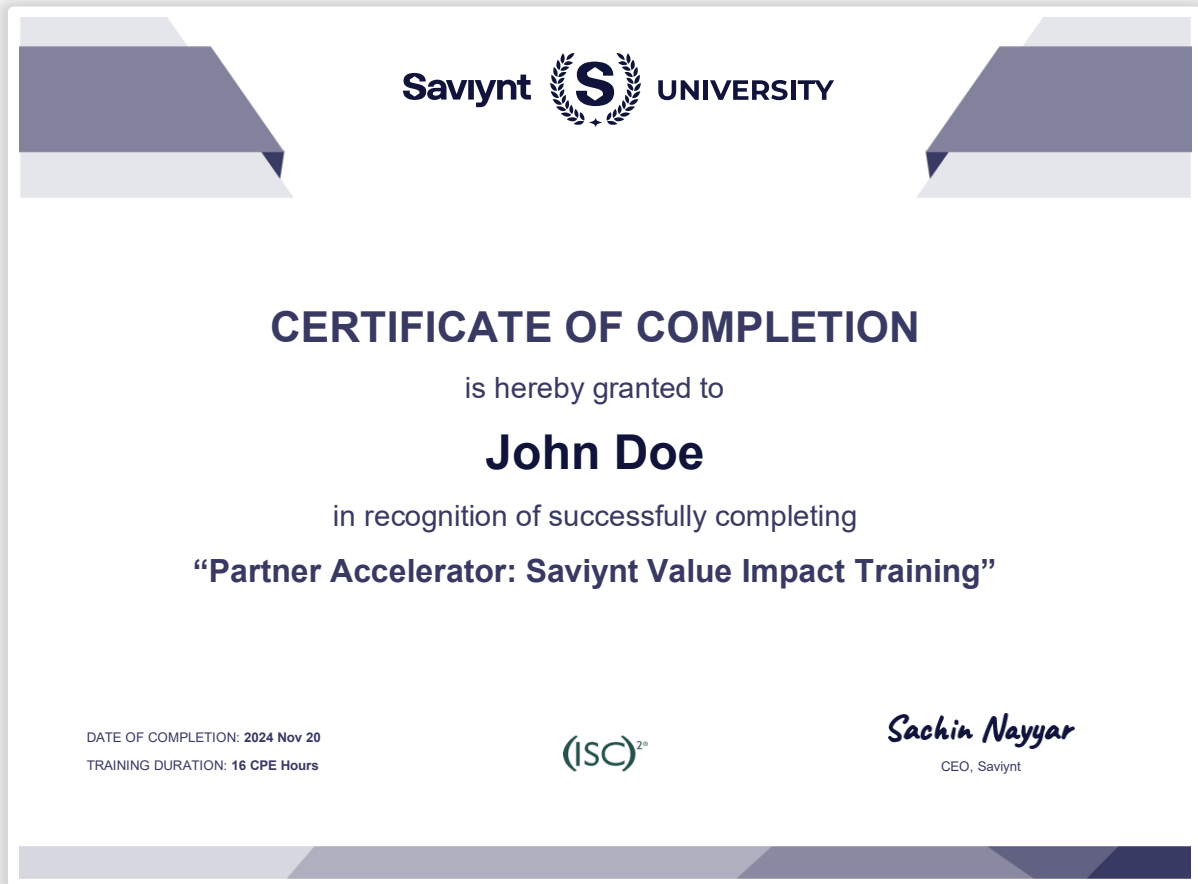 Savıynt S UNIVERSITY
CERTIFICATE OF COMPLETION
is hereby granted to
John Doe
in recognition of successfully completing
“Partner Accelerator: Saviynt Value Impact Training”
DATE OF COMPLETION: 2024 Nov 20
TRAINING DURATION: 16 CPE Hours
(ISC)²®
Sachin Nayyar
CEO, Saviynt